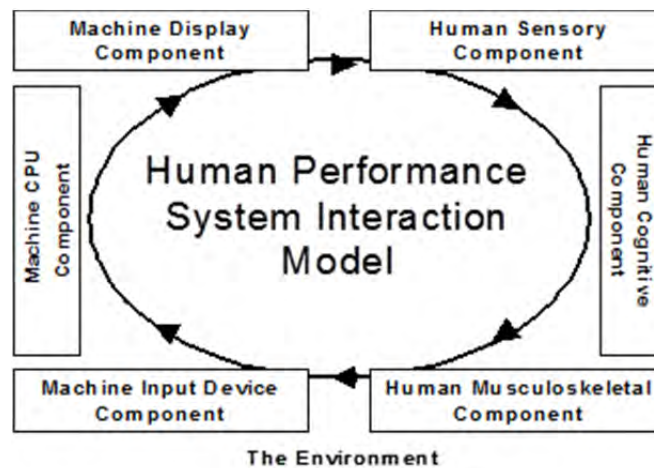 Machine Display
Component
Human Sensory
Component
Machine CPU
Component
Human Performance
System Interaction
Model
Human Cognitive
Component
Machine Input Device
Component
Human Musculoskeletal
Component
The Environment